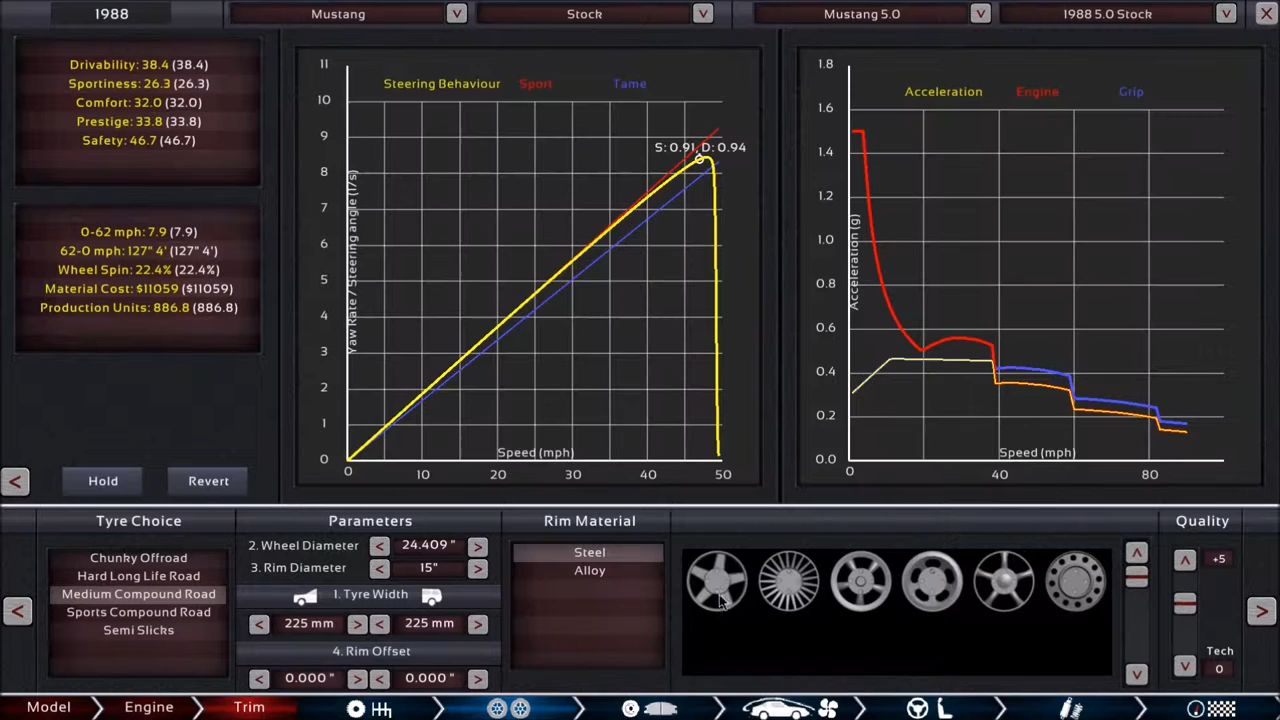 1988
Mustang
Stock
Mustang 5.0
1988 5.0 Stock
Drivability: 38.4 (38.4)
Sportiness: 26.3 (26.3)
Comfort: 32.0 (32.0)
Prestige: 33.8 (33.8)
Safety: 46.7 (46.7)
0-62 mph: 7.9 (7.9)
62-0 mph: 127" 4' (127" 4')
Wheel Spin: 22.4% (22.4%)
Material Cost: $11059 ($11059)
Production Units: 886.8 (886.8)
Hold
Revert
Steering Behaviour
Sport
Tame
11
10
9
8
7
6
5
4
3
2
1
0
S: 0.91, D: 0.94
Yaw Rate / Steering angle (1/s)
Speed (mph)
0
10
20
30
40
50
Acceleration
Engine
Grip
1.8
1.6
1.4
1.2
1.0
0.8
0.6
0.4
0.2
0.0
Acceleration (g)
Speed (mph)
0
40
80
Tyre Choice
Chunky Offroad
Hard Long Life Road
Medium Compound Road
Sports Compound Road
Semi Slicks
Parameters
2. Wheel Diameter
24.409 "
3. Rim Diameter
15"
1. Tyre Width
225 mm
225 mm
4. Rim Offset
0.000 "
0.000 "
Rim Material
Steel
Alloy
Quality
+5
Tech
0
Model
Engine
Trim